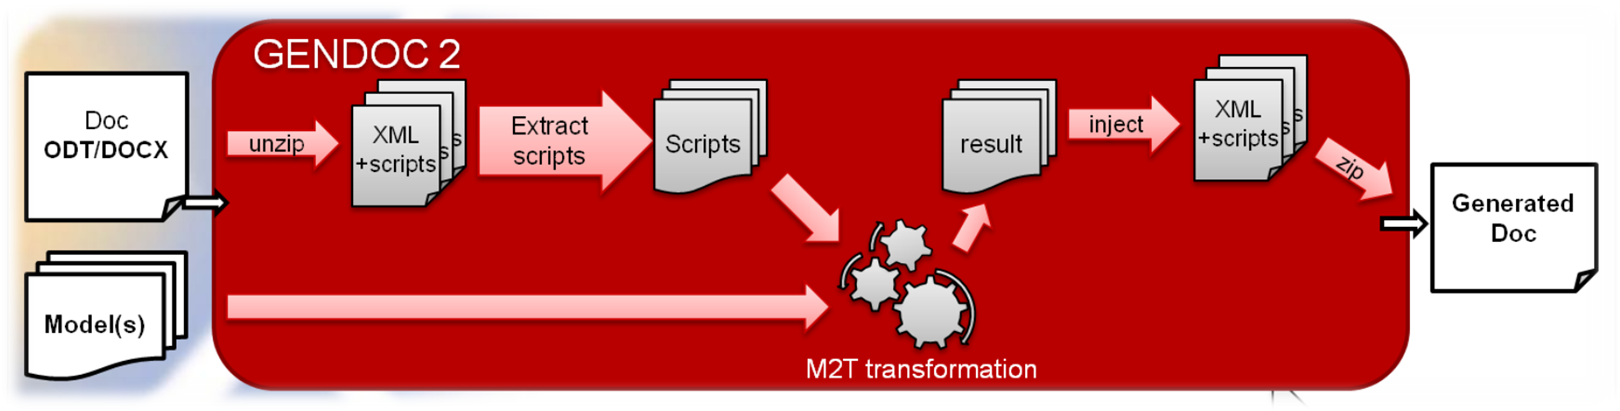 GENDOC 2
Doc
ODT/DOCX
unzip
XML
+scripts
s
s
Extract
scripts
Scripts
result
inject
XML
+scripts
s
s
zip
Generated
Doc
Model(s)
M2T transformation